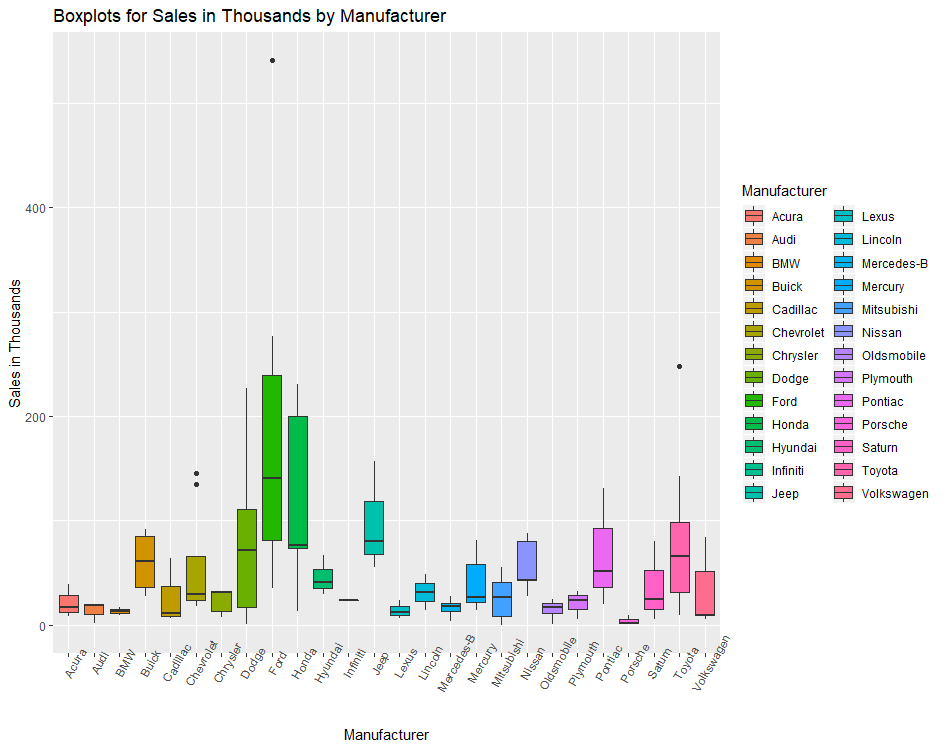 Boxplots for Sales in Thousands by Manufacturer
Sales in Thousands
400
200
0
Acura
Audi
BMW
Buick
Cadillac
Chevrolet
Chrysler
Dodge
Ford
Honda
Hyundai
Infiniti
Jeep
Lexus
Lincoln
Mercedes-B
Mercury
Mitsubishi
Nissan
Oldsmobile
Plymouth
Pontiac
Porsche
Saturn
Toyota
Volkswagen
Manufacturer
Manufacturer
Acura
Audi
BMW
Buick
Cadillac
Chevrolet
Chrysler
Dodge
Ford
Honda
Hyundai
Infiniti
Jeep
Lexus
Lincoln
Mercedes-B
Mercury
Mitsubishi
Nissan
Oldsmobile
Plymouth
Pontiac
Porsche
Saturn
Toyota
Volkswagen